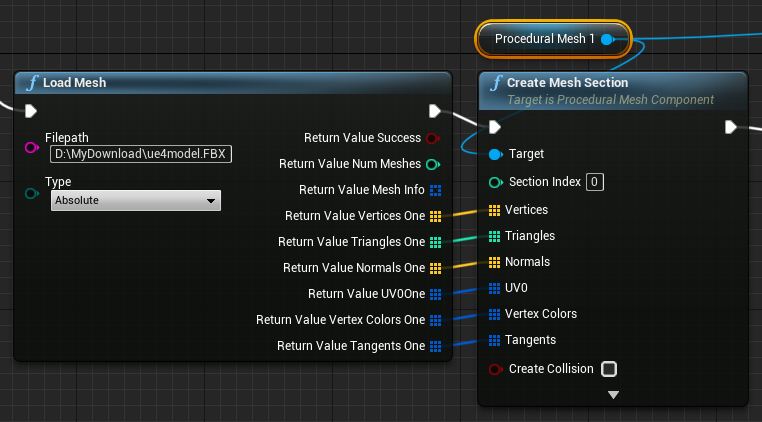 Procedural Mesh 1
f Load Mesh
Filepath
D:\MyDownload\ue4model.FBX
Type
Absolute
Return Value Success
Return Value Num Meshes
Return Value Mesh Info
Return Value Vertices One
Return Value Triangles One
Return Value Normals One
Return Value UV0One
Return Value Vertex Colors One
Return Value Tangents One
f Create Mesh Section
Target is Procedural Mesh Component
Target
Section Index 0
Vertices
Triangles
Normals
UV0
Vertex Colors
Tangents
Create Collision